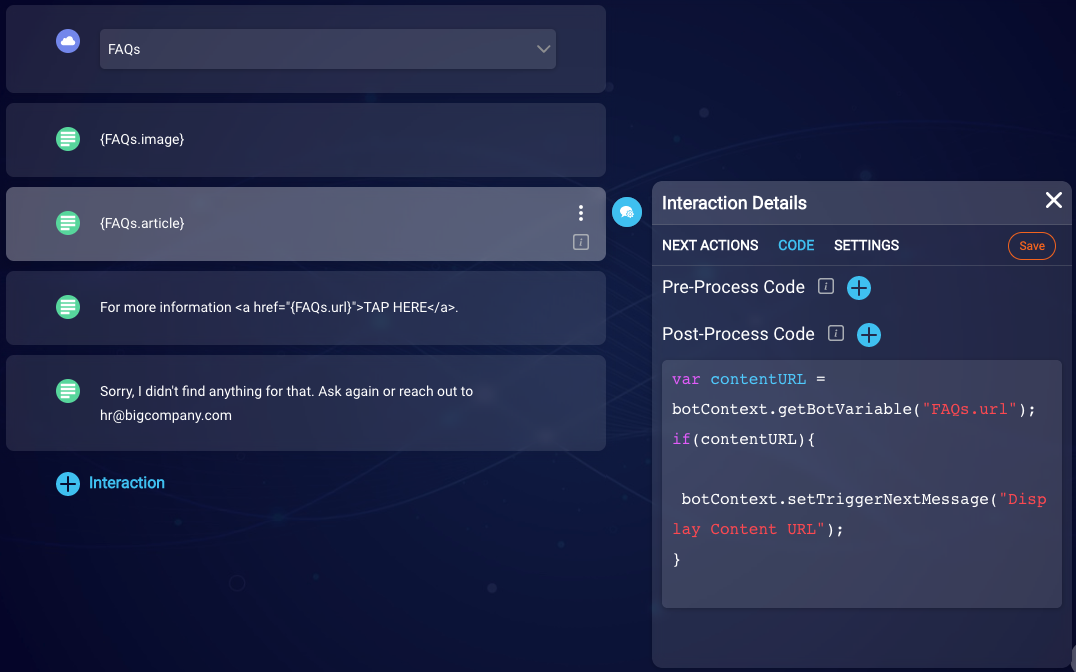 FAQs
{FAQs.image}
{FAQs.article}
i
For more information <a href="{FAQs.url}">TAP HERE</a>.
Sorry, I didn't find anything for that. Ask again or reach out to
hr@bigcompany.com
Interaction
Interaction Details
NEXT ACTIONS CODE SETTINGS Save
Pre-Process Code i
Post-Process Code i
var contentURL =
botContext.getBotVariable("FAQs.url");
if(contentURL){
botContext.setTriggerNextMessage("Disp
lay Content URL");
}